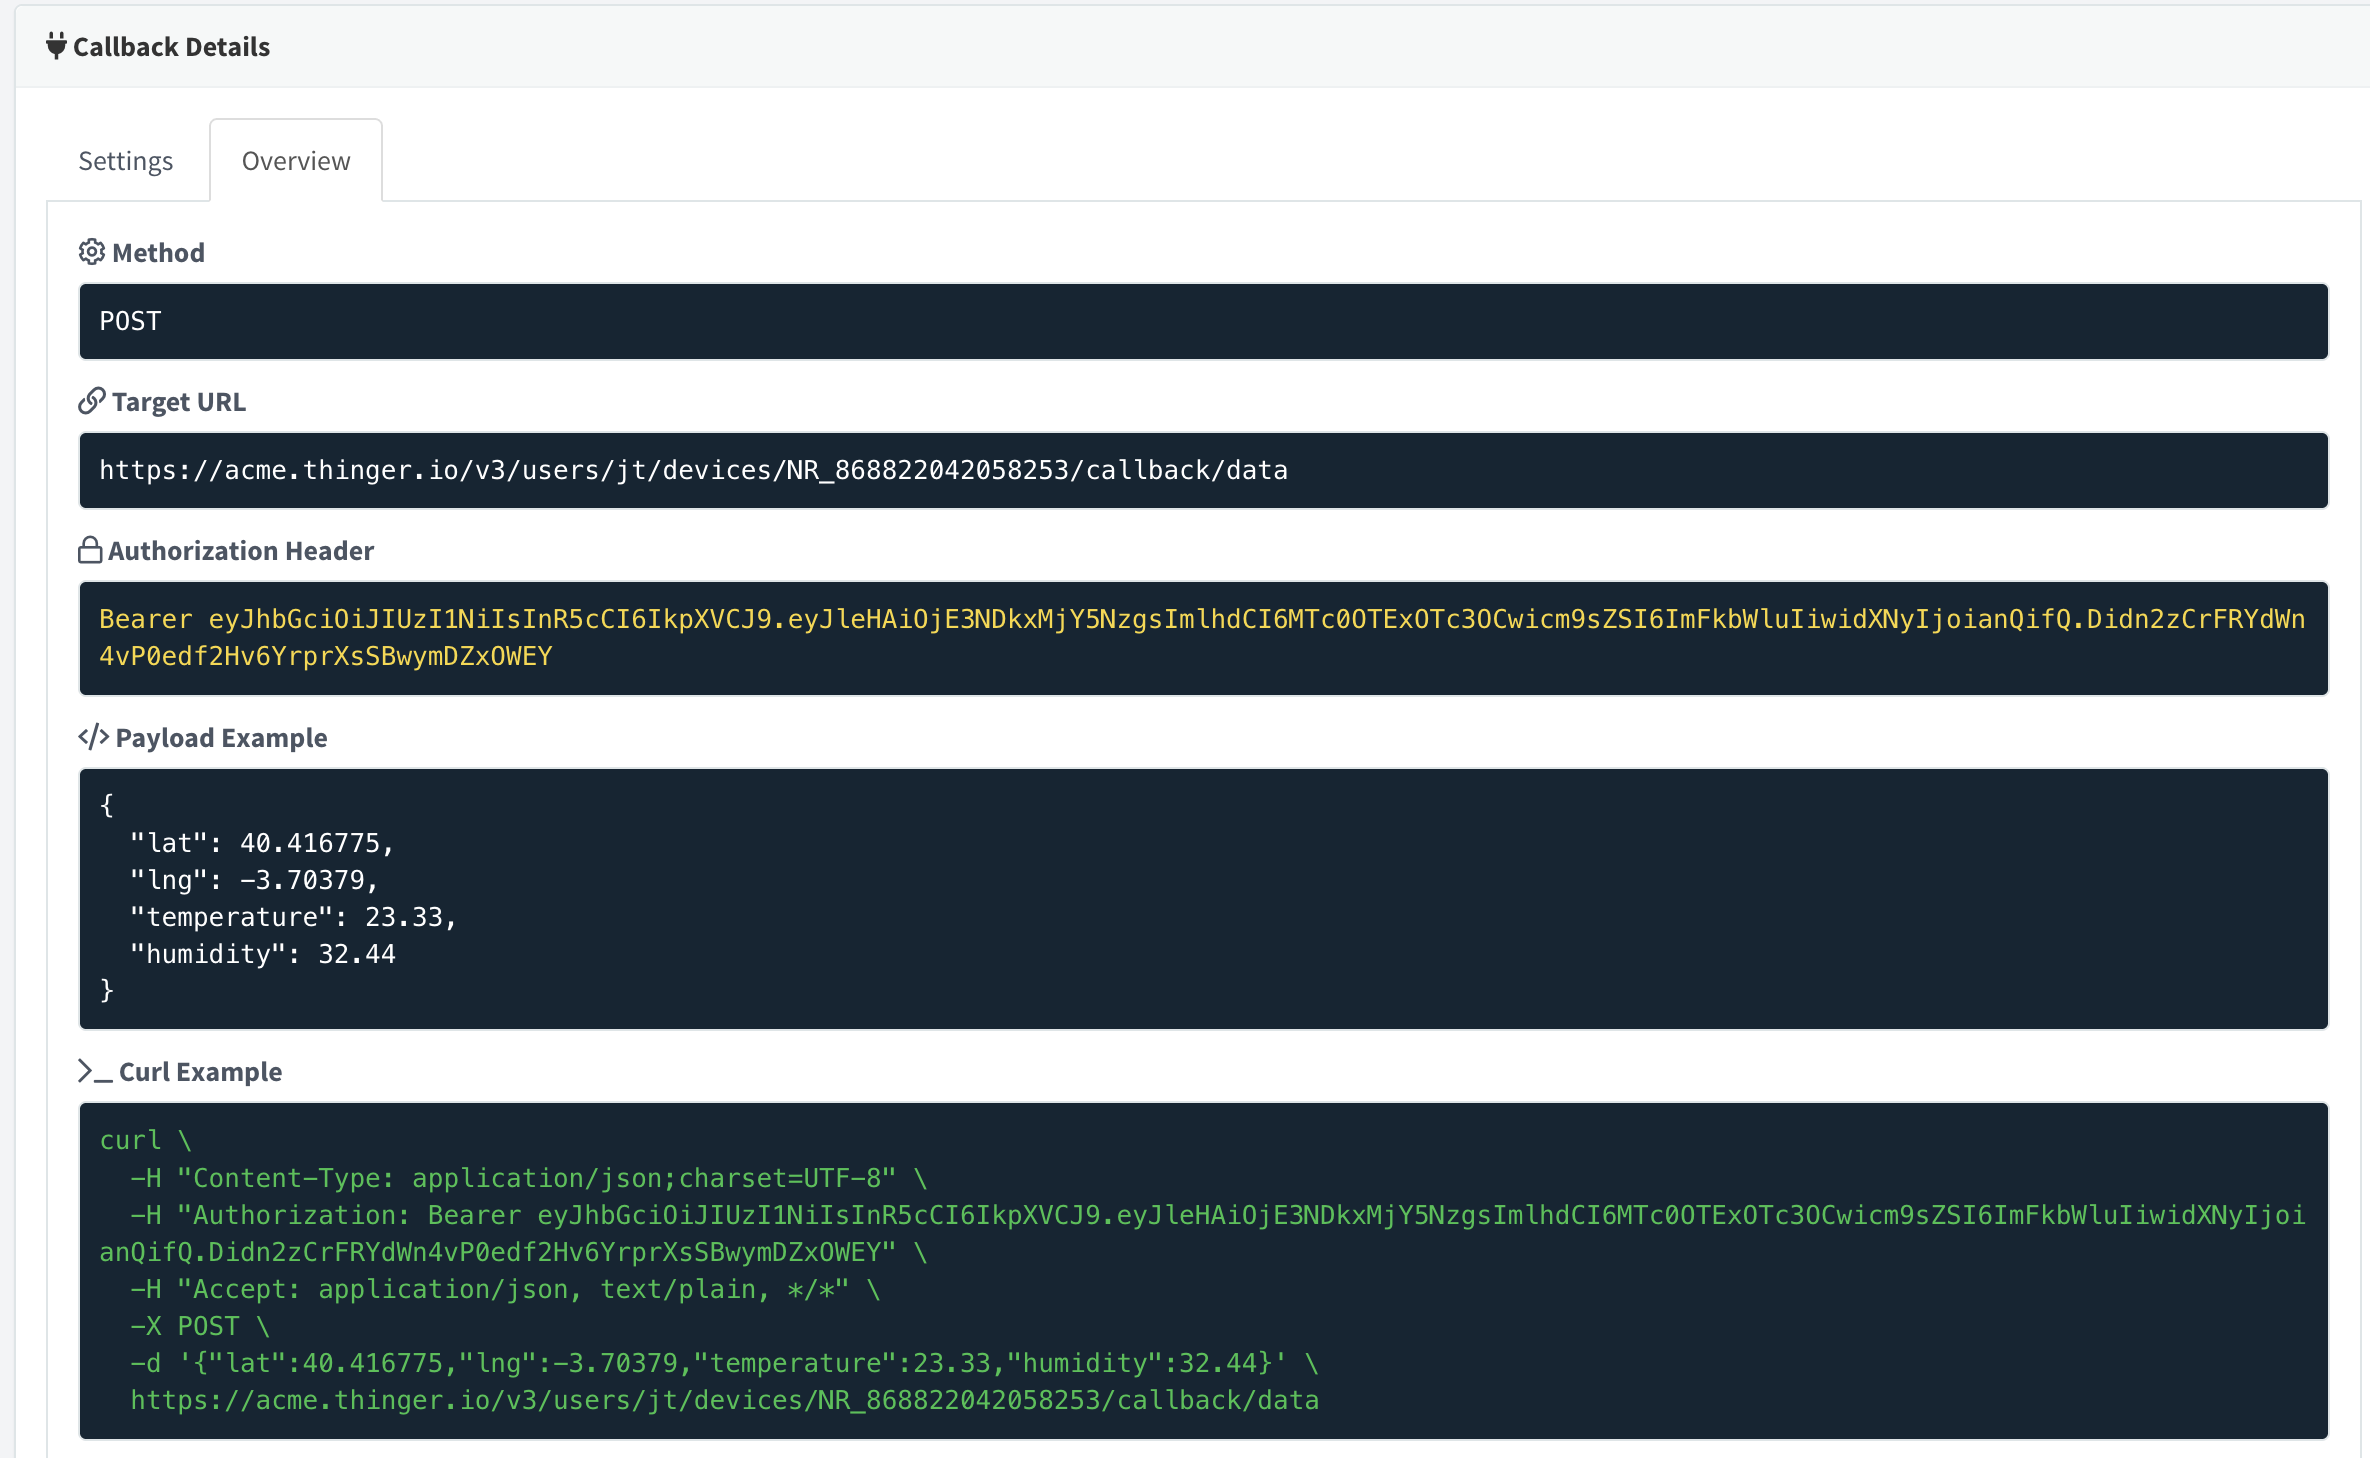 Callback Details
Settings
Overview
Method
POST
Target URL
https://acme.thinger.io/v3/users/jt/devices/NR_868822042058253/callback/data
Authorization Header
Bearer eyJhbGciOiJIUzI1NiIsInR5cCI6IkpXVCJ9.eyJleHAiOjE3NDkxMjY5NzgsImlhdCI6MTc0OTExOTc3OCwicm9sZSI6ImFkbWluIiwidXNyIjoianQifQ.Didn2zCrFRYdWn
4vP0edf2Hv6YrprXsSBwymDZxOWEY
Payload Example
{
  "lat": 40.416775,
  "lng": -3.70379,
  "temperature": 23.33,
  "humidity": 32.44
}
Curl Example
curl \
  -H "Content-Type: application/json;charset=UTF-8" \
  -H "Authorization: Bearer eyJhbGciOiJIUzI1NiIsInR5cCI6IkpXVCJ9.eyJleHAiOjE3NDkxMjY5NzgsImlhdCI6MTc0OTExOTc3OCwicm9sZSI6ImFkbWluIiwidXNyIjoi
anQifQ.Didn2zCrFRYdWn4vP0edf2Hv6YrprXsSBwymDZxOWEY" \
  -H "Accept: application/json, text/plain, */*" \
  -X POST \
  -d '{"lat":40.416775,"lng":-3.70379,"temperature":23.33,"humidity":32.44}' \
  https://acme.thinger.io/v3/users/jt/devices/NR_868822042058253/callback/data